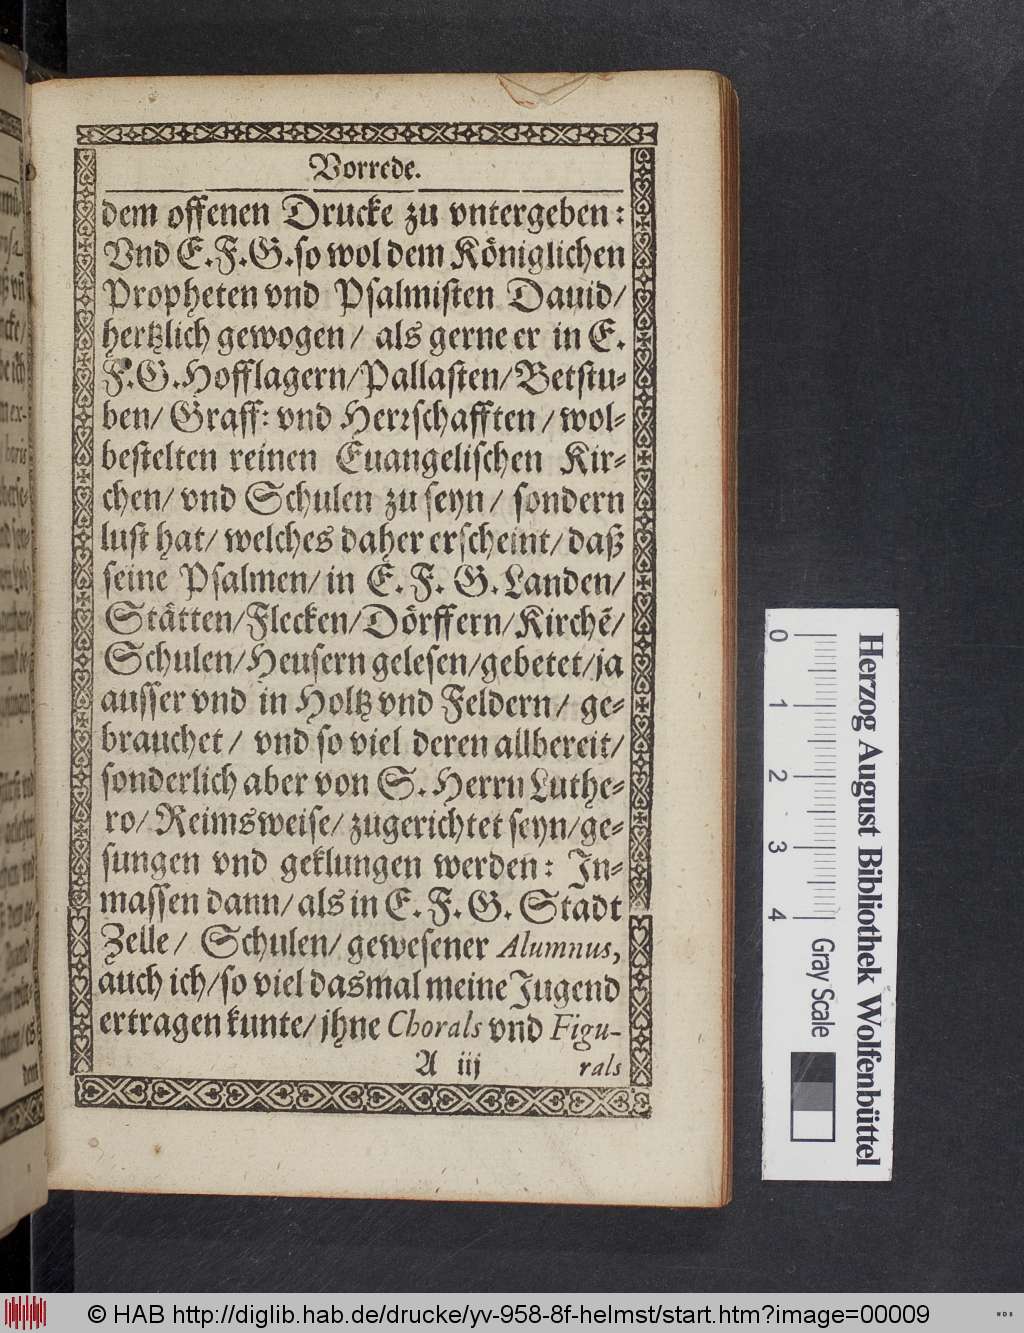 Vorrede.
dem offenen Drucke zu vntergeben:
Vnd E. F. G. so wol dem Königlichen
Propheten vnd Psalmisten Dauid/
hertzlich gewogen/ als gerne er in E.
F. G. Hofflagern/Pallasten/Betstu-
ben/ Graff: vnd Herrschafften/wol-
bestelten reinen Euangelischen Kir-
chen/ vnd Schulen zu seyn/ sondern
lust hat/ welches daher erscheint/ daß
seine Psalmen/ in E. F. G. Landen/
Stätten/Flecken/Dörffern/Kirchẽ/
Schulen/Heusern gelesen/gebetet/ja
ausser vnd in Holtz vnd Feldern/ ge-
brauchet/ vnd so viel deren allbereit/
sonderlich aber von S. Herrn Luthe-
ro/ Reimsweise/ zugerichtet seyn/ge-
sungen vnd geklungen werden: In-
massen dann/ als in E. F. G. Stadt
Zelle/ Schulen/ gewesener Alumnus,
auch ich/so viel dasmal meine Jugend
ertragen kunte/ jhne Chorals vnd Figu-
A iij rals
Herzog August Bibliothek Wolfenbüttel
0 1 2 3 4 Gray Scale
© HAB http://diglib.hab.de/drucke/yv-958-8f-helmst/start.htm?image=00009